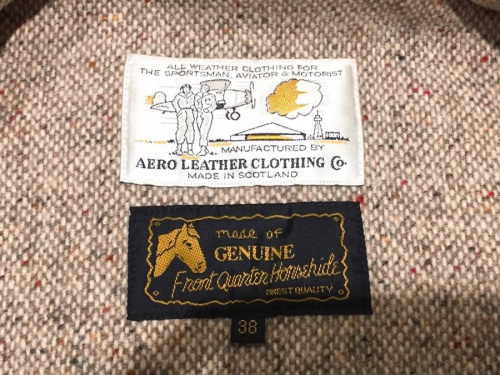 ALL WEATHER CLOTHING FOR
THE SPORTSMAN, AVIATOR & MOTORIST
MANUFACTURED BY
AERO LEATHER CLOTHING Co.
MADE IN SCOTLAND
made of
GENUINE
Front Quarter Horsehide
FINEST QUALITY
38